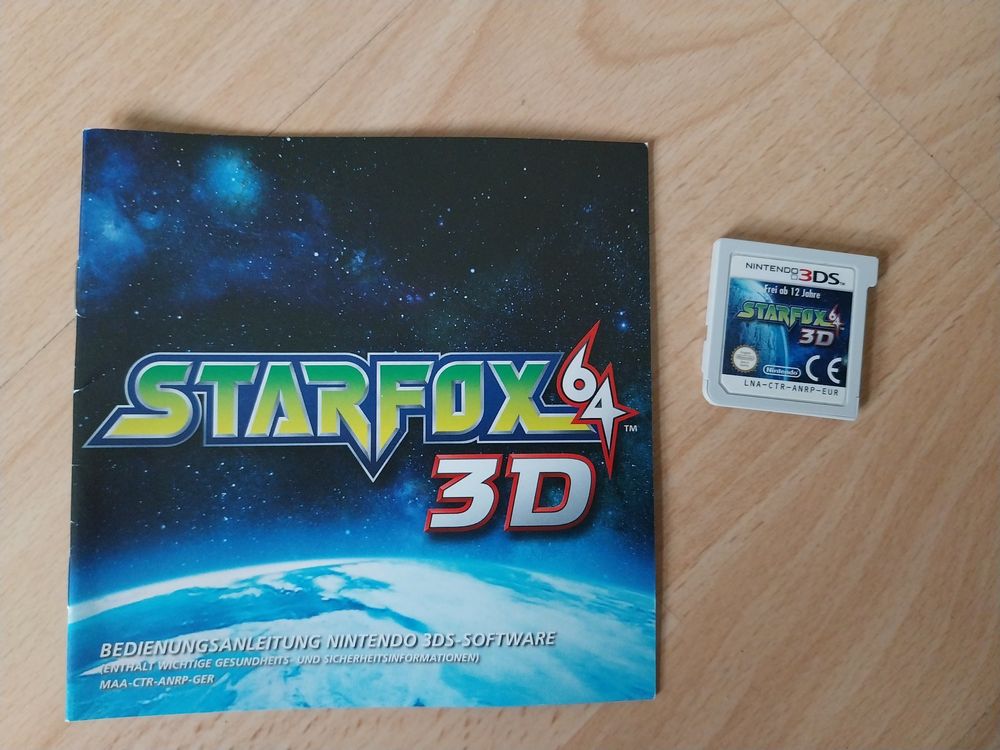 STARFOX 64 ™
3D
BEDIENUNGSANLEITUNG NINTENDO 3DS-SOFTWARE
(ENTHÄLT WICHTIGE GESUNDHEITS- UND SICHERHEITSINFORMATIONEN)
MAA-CTR-ANRP-GER
NINTENDO 3DS™
Frei ab 12 Jahre
STARFOX 64
3D
Nintendo CE
LNA-CTR-ANRP-EUR